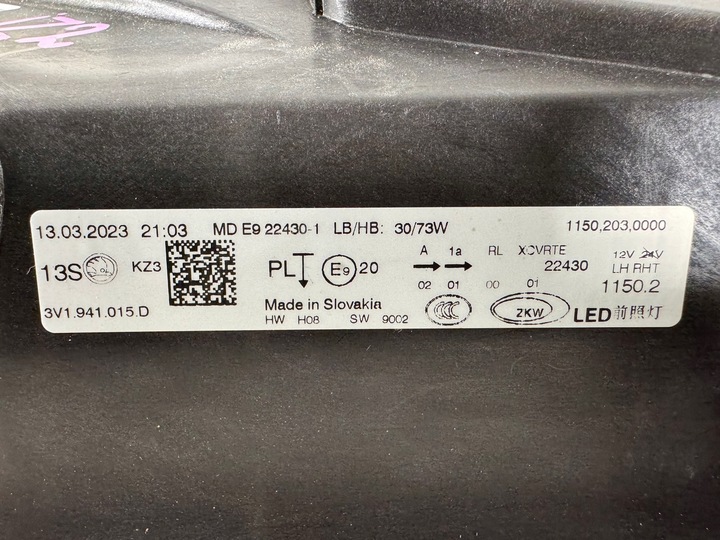 13.03.2023 21:03 MD E9 22430-1 LB/HB: 30/73W 1150,203,0000
A 1a RL XCVRTE 12V 24V
13S KZ3 PL E9 20 22430 LH RHT
02 01 00 01 1150.2
3V1.941.015.D Made in Slovakia CCC ZKW LED前照灯
HW H08 SW 9002